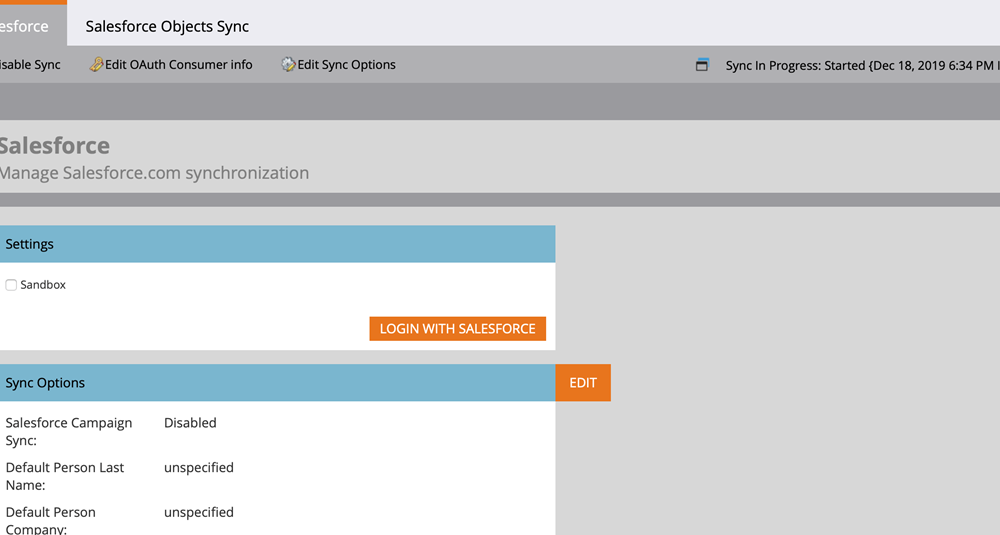 esforce
Salesforce Objects Sync
isable Sync
Edit OAuth Consumer info
Edit Sync Options
Sync In Progress: Started {Dec 18, 2019 6:34 PM
Salesforce
Manage Salesforce.com synchronization
Settings
Sandbox
LOGIN WITH SALESFORCE
Sync Options
EDIT
Salesforce Campaign
Sync:
Disabled
Default Person Last
Name:
unspecified
Default Person
Company:
unspecified